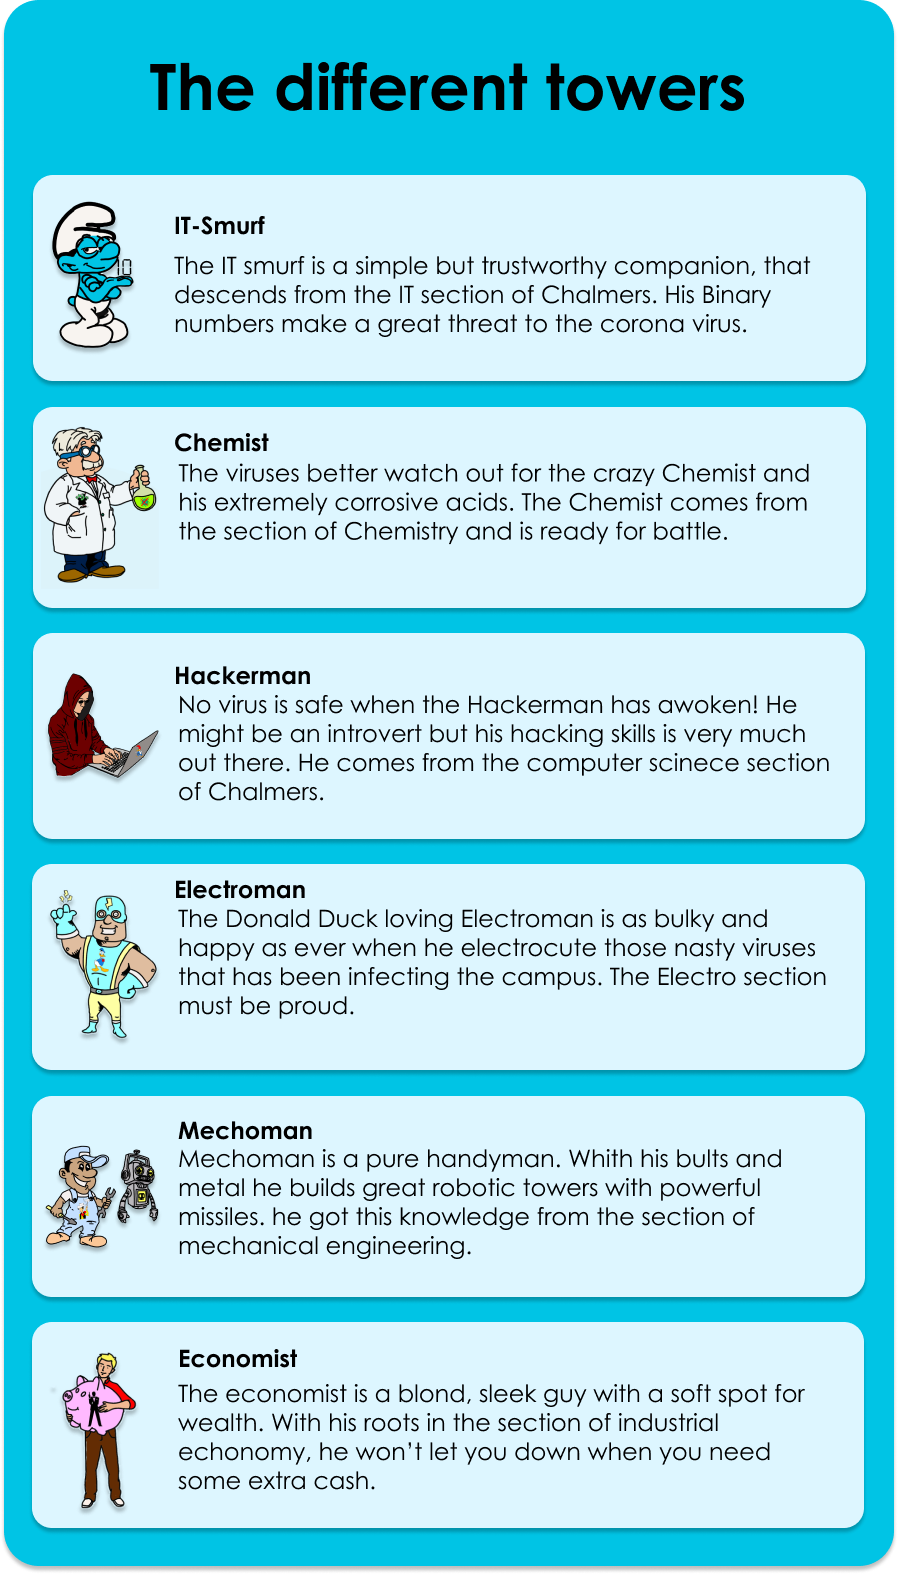 The different towers
IT-Smurf
10
The IT smurf is a simple but trustworthy companion, that
descends from the IT section of Chalmers. His Binary
numbers make a great threat to the corona virus.
Chemist
The viruses better watch out for the crazy Chemist and
his extremely corrosive acids. The Chemist comes from
the section of Chemistry and is ready for battle.
Hackerman
No virus is safe when the Hackerman has awoken! He
might be an introvert but his hacking skills is very much
out there. He comes from the computer scinece section
of Chalmers.
Electroman
The Donald Duck loving Electroman is as bulky and
happy as ever when he electrocute those nasty viruses
that has been infecting the campus. The Electro section
must be proud.
Mechoman
Mechoman is a pure handyman. Whith his bults and
metal he builds great robotic towers with powerful
missiles. he got this knowledge from the section of
mechanical engineering.
Economist
The economist is a blond, sleek guy with a soft spot for
wealth. With his roots in the section of industrial
echonomy, he won't let you down when you need
some extra cash.